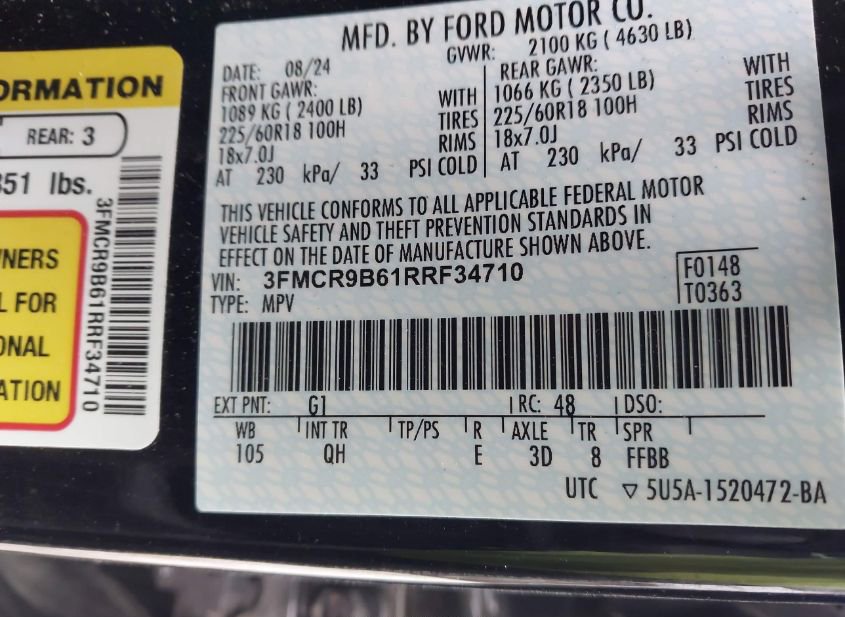 ORMATION
REAR: 3
351 lbs.
3FMCR9B61RRF34710
NERS
L FOR
ONAL
ATION
MFD. BY FORD MOTOR CO.
DATE: 08/24 GVWR: 2100 KG ( 4630 LB)
FRONT GAWR: REAR GAWR:
1089 KG ( 2400 LB) WITH 1066 KG ( 2350 LB) WITH
225/60R18 100H TIRES 225/60R18 100H TIRES
18x7.0J RIMS 18x7.0J RIMS
AT 230 kPa/ 33 PSI COLD AT 230 kPa/ 33 PSI COLD
THIS VEHICLE CONFORMS TO ALL APPLICABLE FEDERAL MOTOR
VEHICLE SAFETY AND THEFT PREVENTION STANDARDS IN
EFFECT ON THE DATE OF MANUFACTURE SHOWN ABOVE.
VIN: 3FMCR9B61RRF34710 F0148
TYPE: MPV T0363
EXT PNT: G1 RC: 48 DSO:
WB INT TR TP/PS R AXLE TR SPR
105 QH E 3D 8 FFBB
UTC ▽ 5U5A-1520472-BA